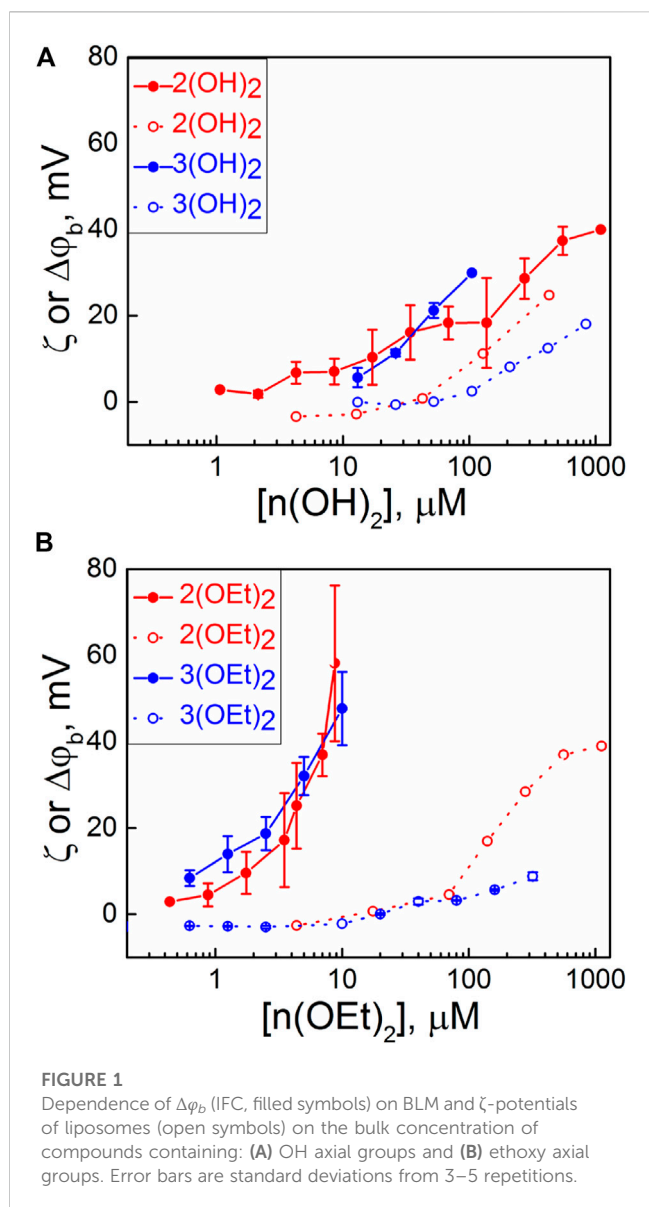 A
80
60
40
20
0
ζ or Δφb, mV
2(OH)2
2(OH)2
3(OH)2
3(OH)2
1 10 100 1000
[n(OH)2], μM
B
80
60
40
20
0
ζ or Δφb, mV
2(OEt)2
2(OEt)2
3(OEt)2
3(OEt)2
1 10 100 1000
[n(OEt)2], μM
FIGURE 1
Dependence of Δφb (IFC, filled symbols) on BLM and ζ-potentials
of liposomes (open symbols) on the bulk concentration of
compounds containing: (A) OH axial groups and (B) ethoxy axial
groups. Error bars are standard deviations from 3–5 repetitions.